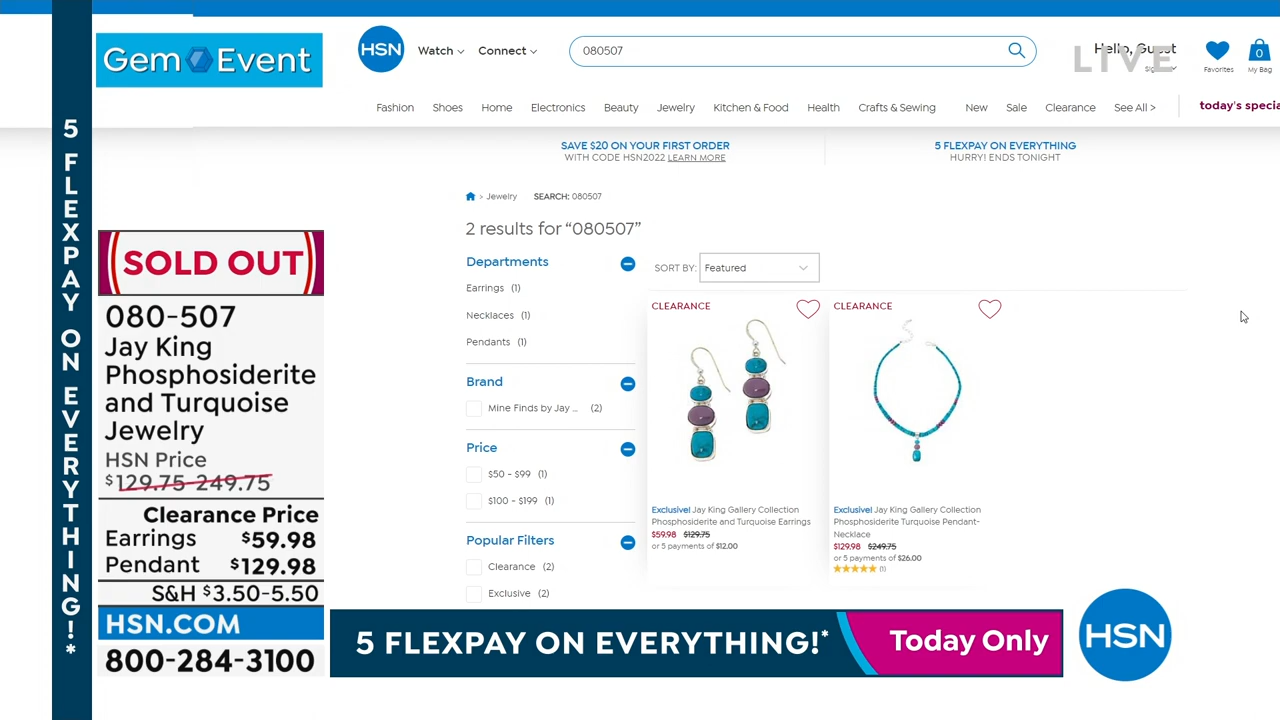 5 FLEXPAY ON EVERYTHING!*
Gem Event
HSN
Watch
Connect
080507
Hello, Guest
LIVE
Favorites
0
My Bag
Fashion
Shoes
Home
Electronics
Beauty
Jewelry
Kitchen & Food
Health
Crafts & Sewing
New
Sale
Clearance
See All >
today's specia
SAVE $20 ON YOUR FIRST ORDER
WITH CODE HSN2022 LEARN MORE
5 FLEXPAY ON EVERYTHING
HURRY! ENDS TONIGHT
> Jewelry SEARCH: 080507
2 results for “080507”
Departments
Earrings (1)
Necklaces (1)
Pendants (1)
Brand
Mine Finds by Jay ... (2)
Price
$50 - $99 (1)
$100 - $199 (1)
Popular Filters
Clearance (2)
Exclusive (2)
SORT BY: Featured
CLEARANCE
Exclusive! Jay King Gallery Collection
Phosphosiderite and Turquoise Earrings
$59.98 $129.75
or 5 payments of $12.00
CLEARANCE
Exclusive! Jay King Gallery Collection
Phosphosiderite Turquoise Pendant-
Necklace
$129.98 $249.75
or 5 payments of $26.00
(1)
SOLD OUT
080-507
Jay King
Phosphosiderite
and Turquoise
Jewelry
HSN Price
$129.75-249.75
Clearance Price
Earrings $59.98
Pendant $129.98
S&H $3.50-5.50
HSN.COM
800-284-3100
5 FLEXPAY ON EVERYTHING!*
Today Only
HSN